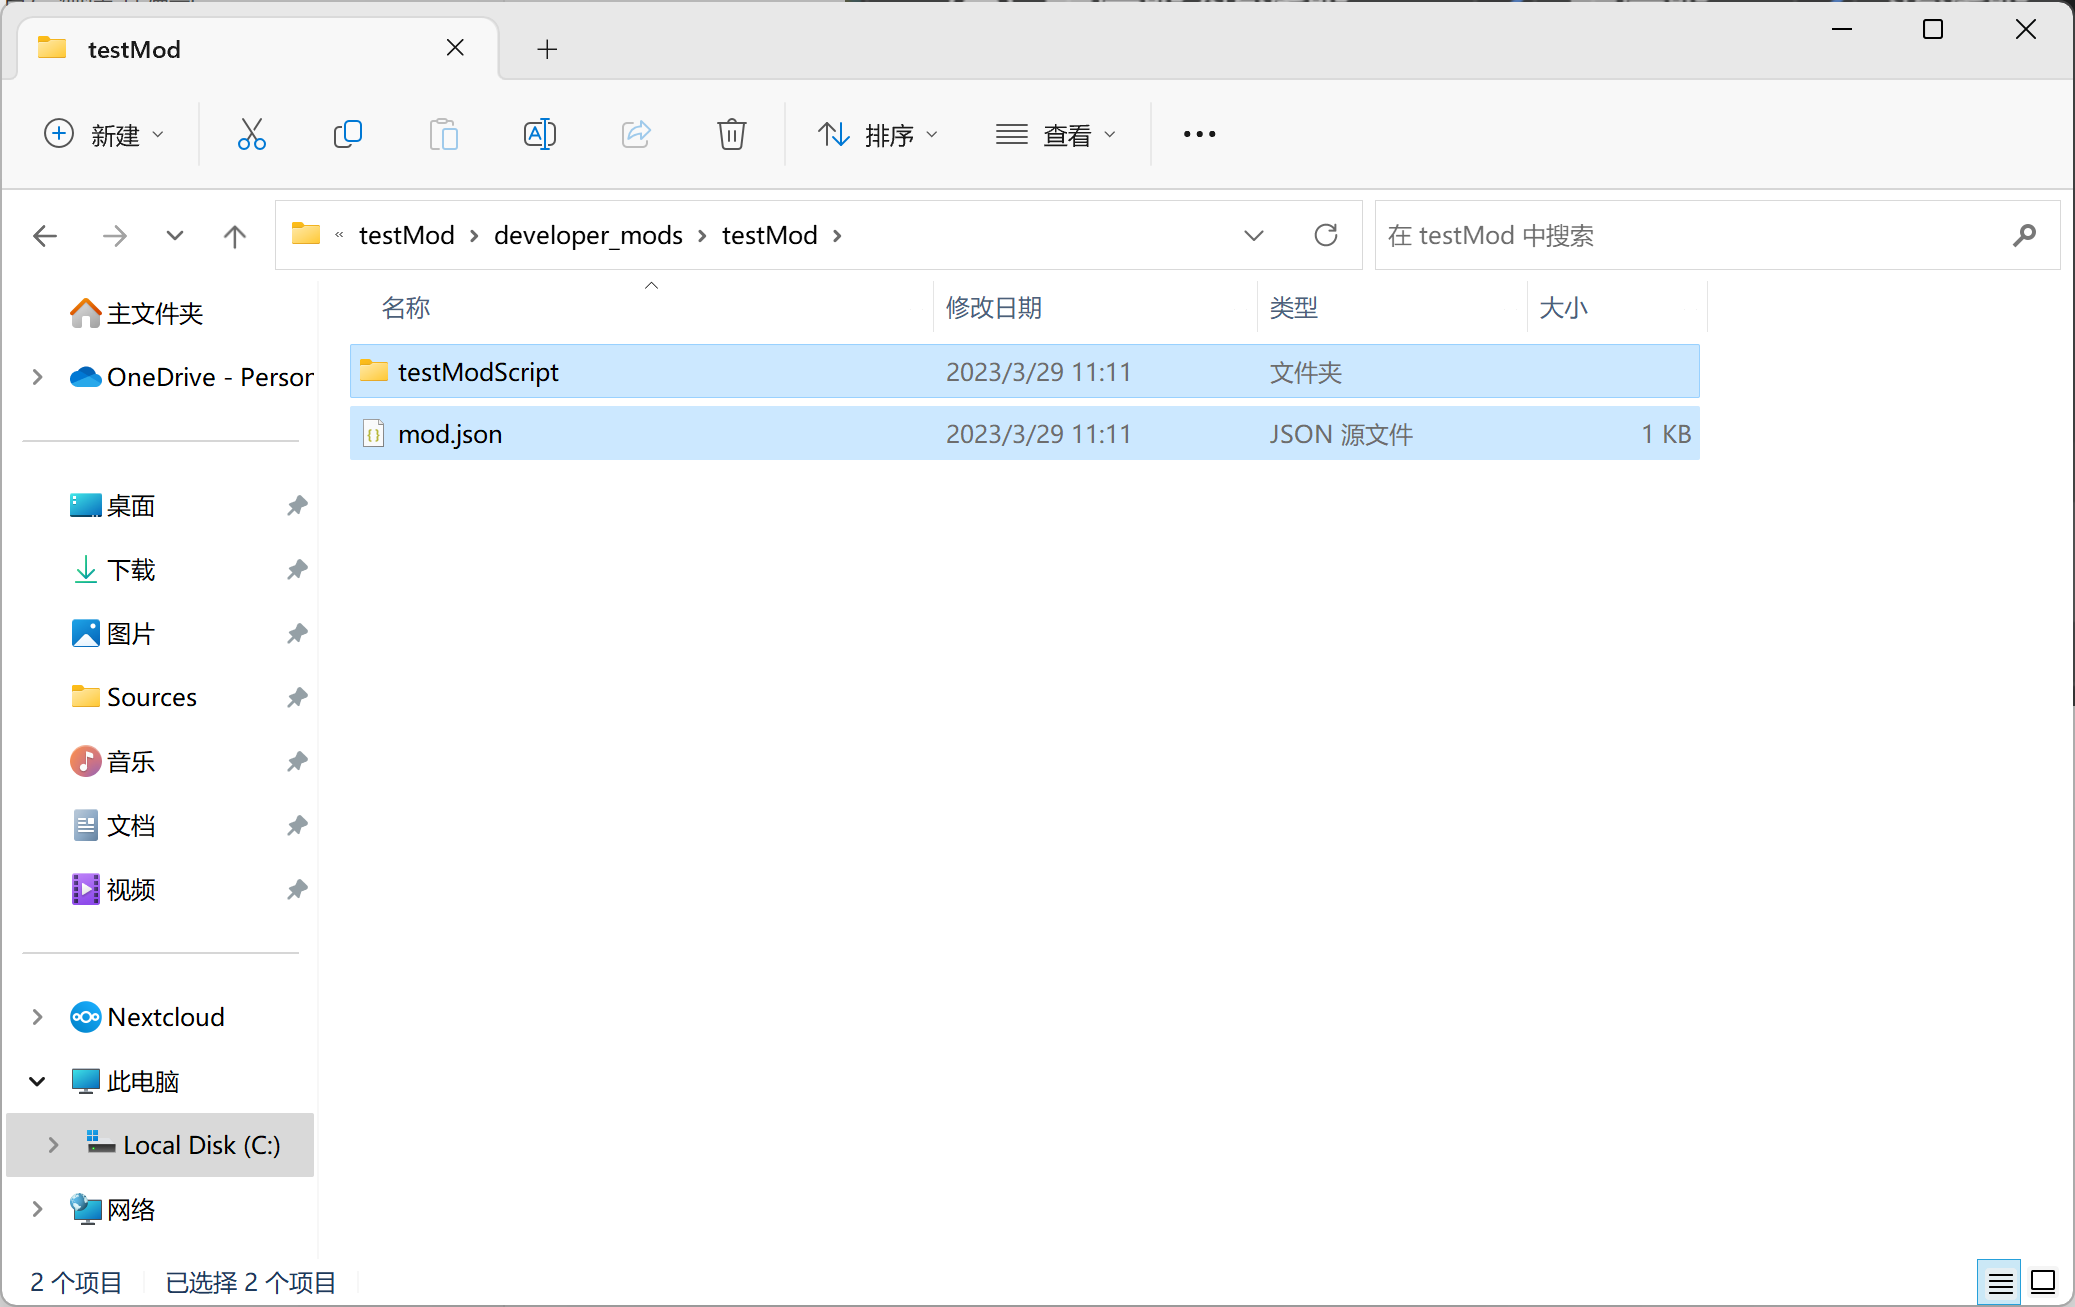 testMod
新建
排序
查看
« testMod > developer_mods > testMod >
在 testMod 中搜索
名称 修改日期 类型 大小
testModScript 2023/3/29 11:11 文件夹
mod.json 2023/3/29 11:11 JSON 源文件 1 KB
主文件夹
OneDrive - Person
桌面
下载
图片
Sources
音乐
文档
视频
Nextcloud
此电脑
Local Disk (C:)
网络
2 个项目 已选择 2 个项目